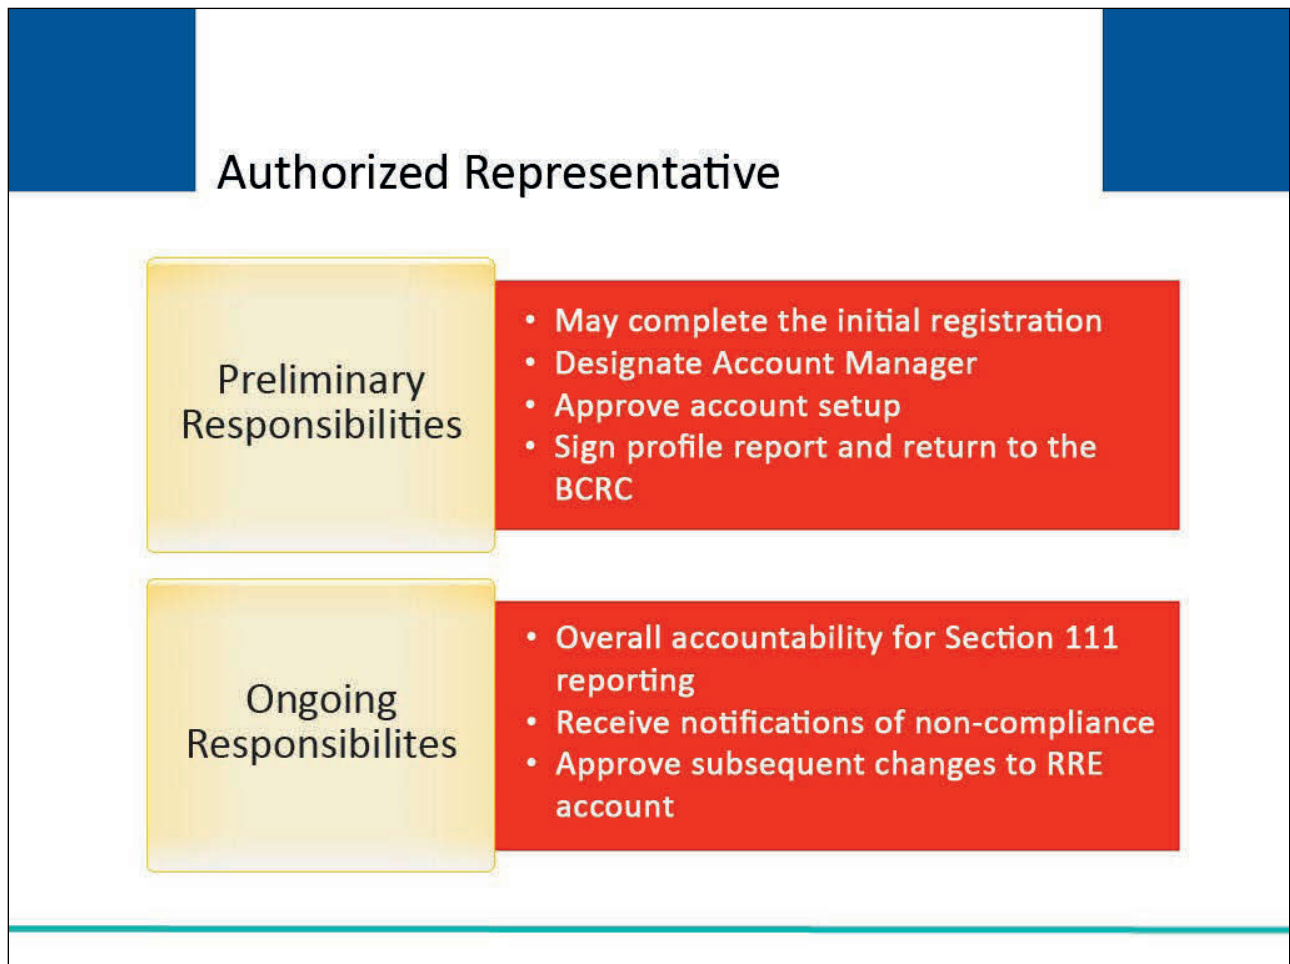 Authorized Representative
Preliminary
Responsibilities
• May complete the initial registration
• Designate Account Manager
• Approve account setup
• Sign profile report and return to the
BCRC
Ongoing
Responsibilites
• Overall accountability for Section 111
reporting
• Receive notifications of non-compliance
• Approve subsequent changes to RRE
account